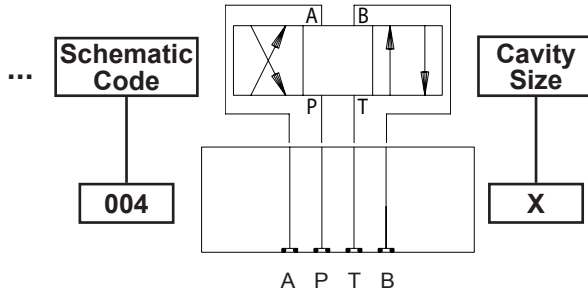 ...
Schematic
Code
004
A B
P T
A P T B
Cavity
Size
X